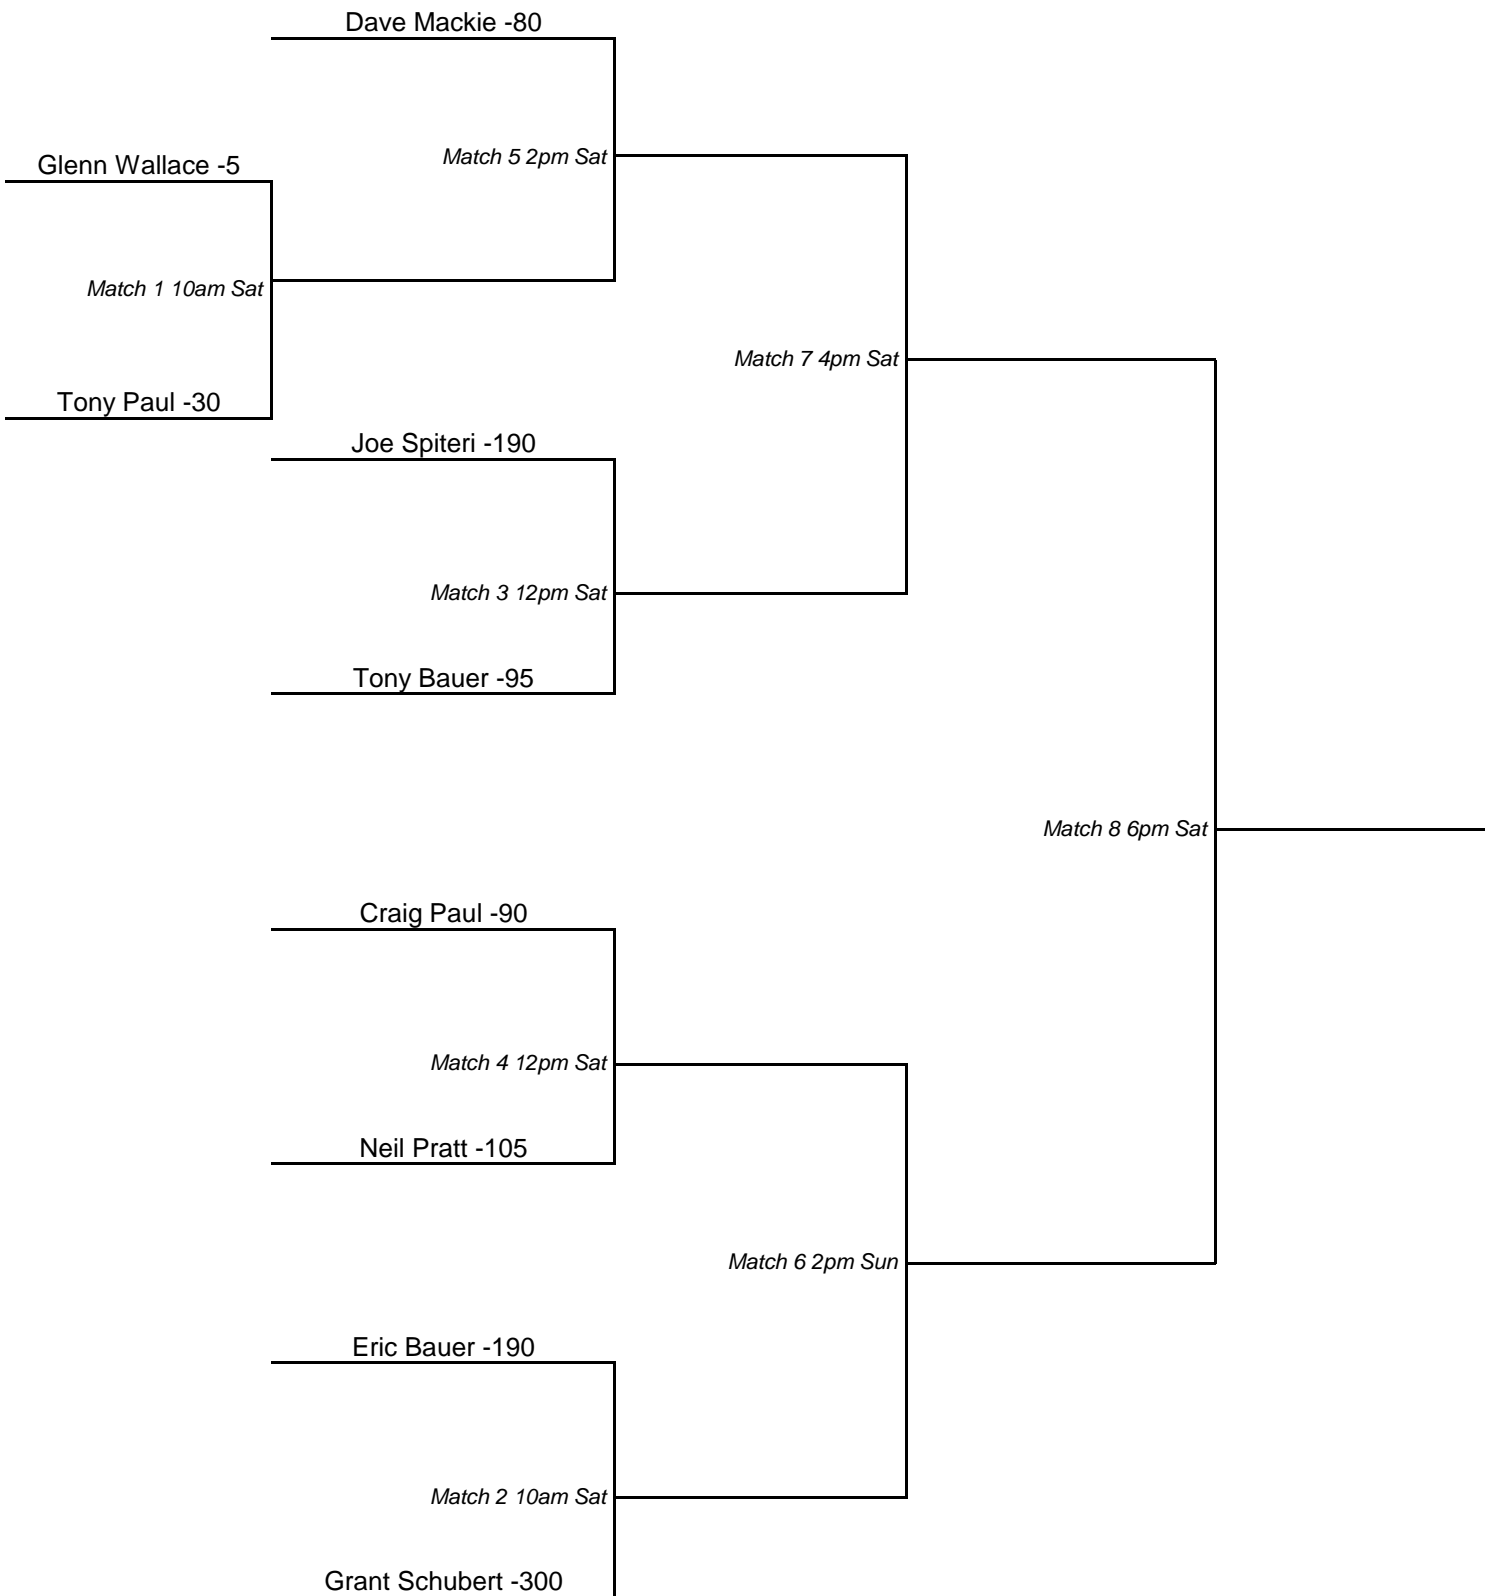 Dave Mackie -80
Match 5 2pm Sat
Glenn Wallace -5
Match 1 10am Sat
Match 7 4pm Sat
Tony Paul -30
Joe Spiteri -190
Match 3 12pm Sat
Tony Bauer -95
Match 8 6pm Sat
Craig Paul -90
Match 4 12pm Sat
Neil Pratt -105
Match 6 2pm Sun
Eric Bauer -190
Match 2 10am Sat
Grant Schubert -300